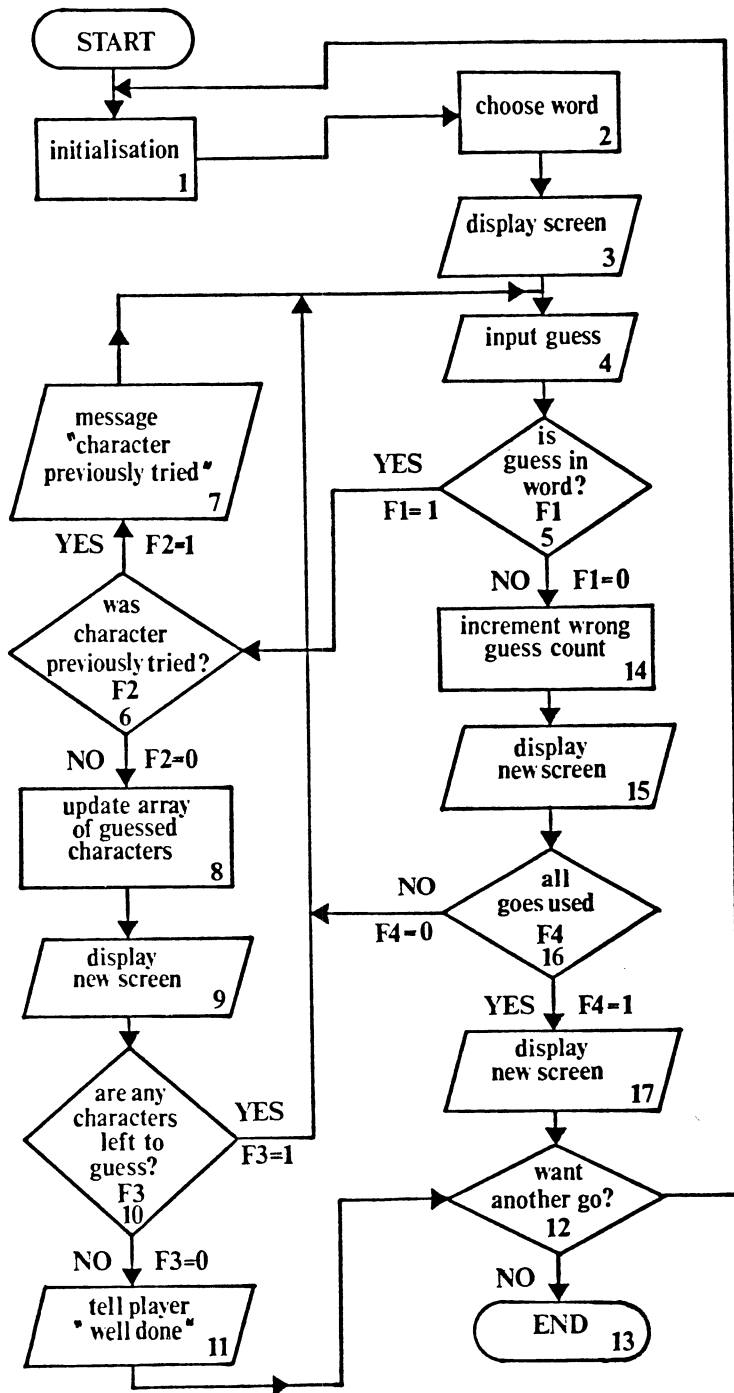 START
initialisation
1
choose word
2
display screen
3
input guess
4
is
guess in
word?
F1
5
YES
F1=1
NO F1=0
message
"character
previously tried"
7
YES F2=1
was
character
previously tried?
F2
6
NO F2=0
update array
of guessed
characters
8
display
new screen
9
are any
characters
left to
guess?
F3
10
YES
F3=1
NO F3=0
tell player
"well done"
11
increment wrong
guess count
14
display
new screen
15
all
goes used
F4
16
NO
F4=0
YES F4=1
display
new screen
17
want
another go?
12
NO
END
13